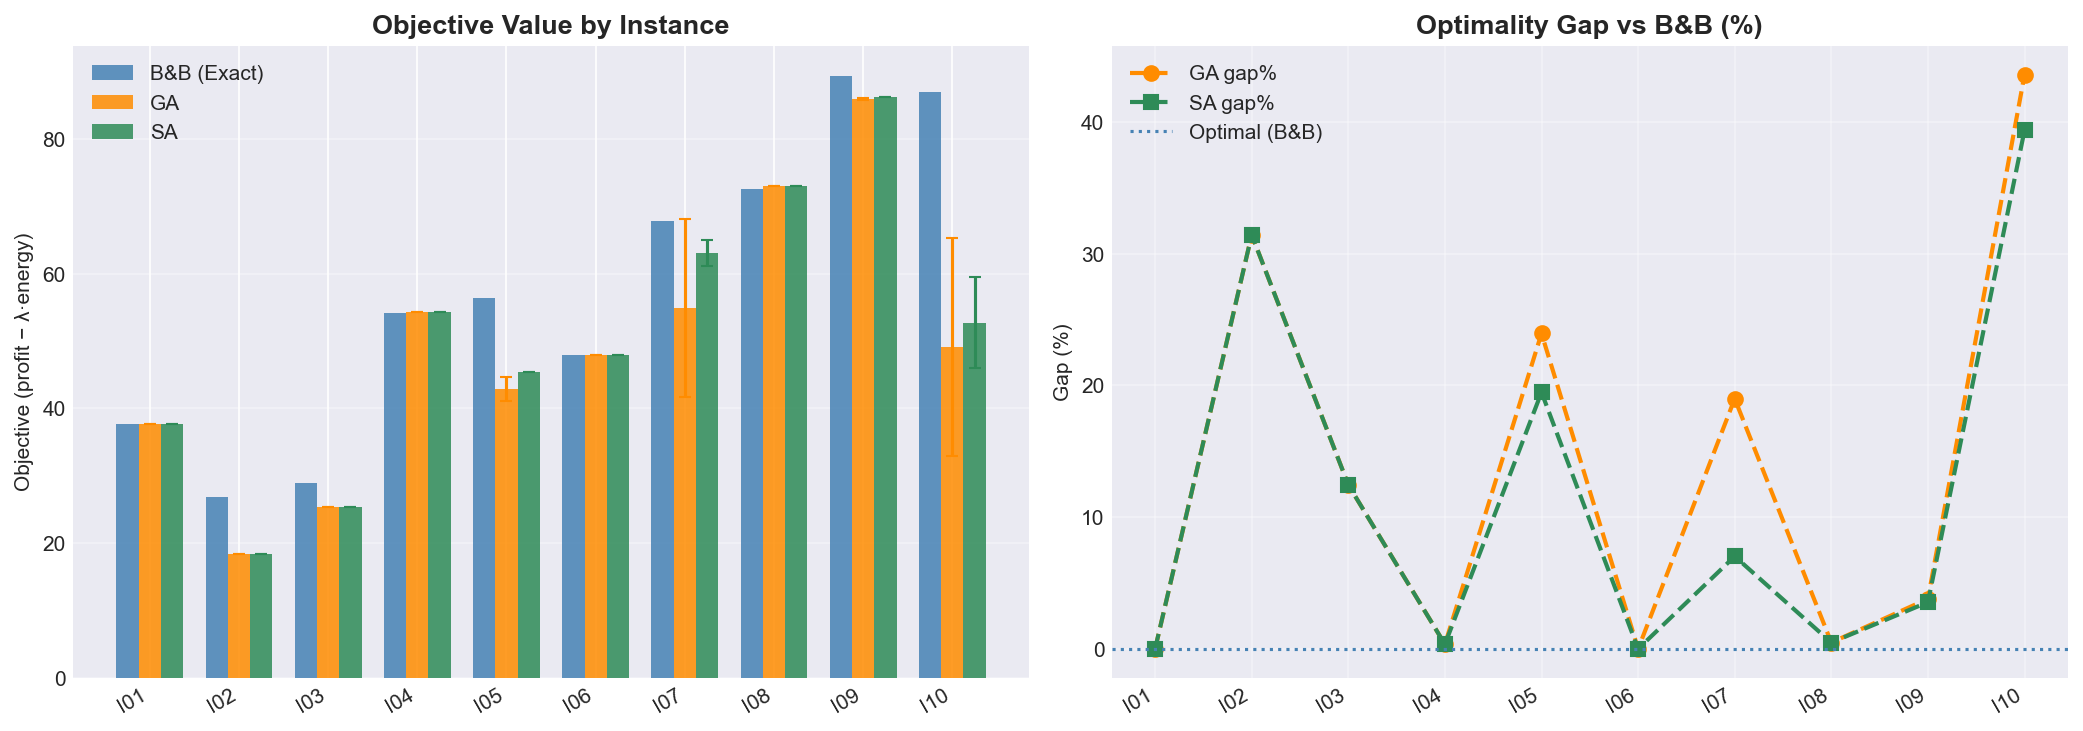 Objective Value by Instance
B&B (Exact)
GA
SA
Objective (profit − λ·energy)
80
60
40
20
0
I01 I02 I03 I04 I05 I06 I07 I08 I09 I10
Optimality Gap vs B&B (%)
GA gap%
SA gap%
Optimal (B&B)
Gap (%)
40
30
20
10
0
I01 I02 I03 I04 I05 I06 I07 I08 I09 I10